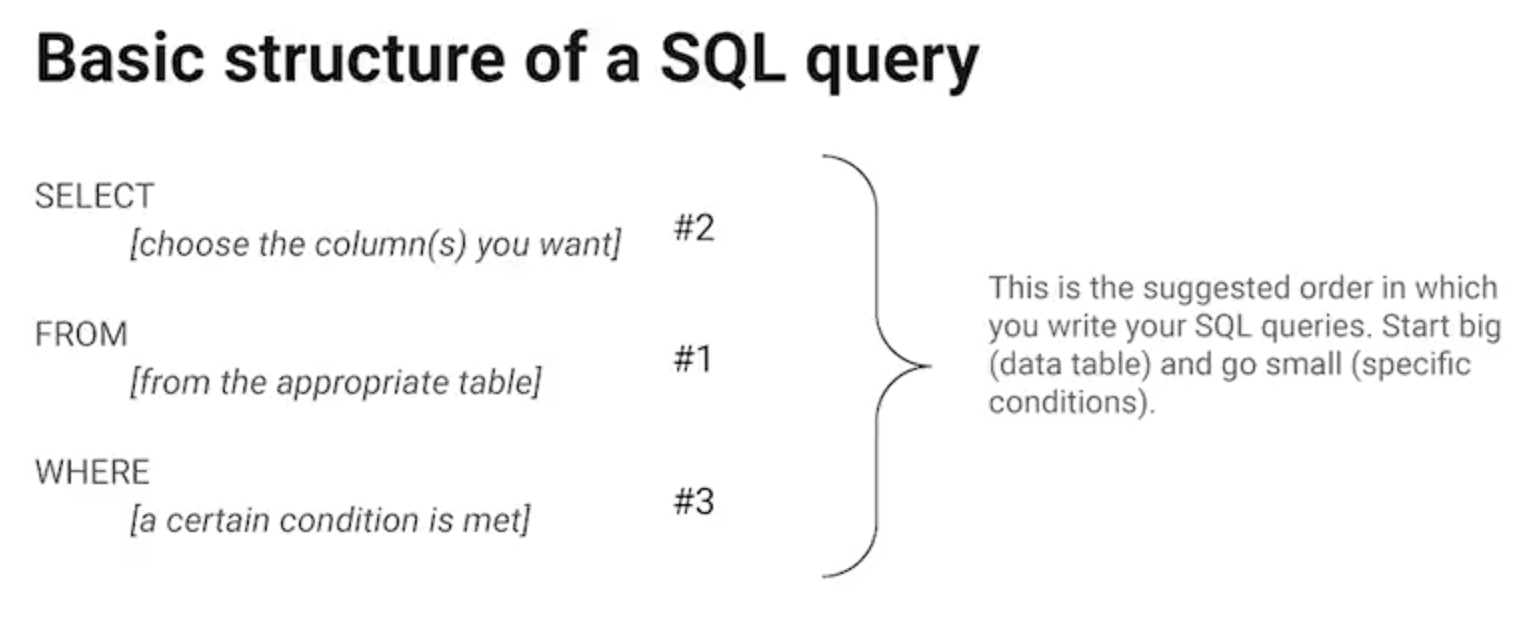 Basic structure of a SQL query
SELECT
[choose the column(s) you want]
#2
FROM
[from the appropriate table]
#1
WHERE
[a certain condition is met]
#3
This is the suggested order in which
you write your SQL queries. Start big
(data table) and go small (specific
conditions).